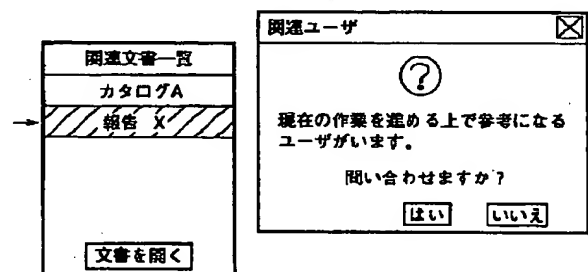 関連文書一覧
カタログA
報告 X
文書を開く
関連ユーザ
?
現在の作業を進める上で参考になる
ユーザがいます。
問い合わせますか?
はい
いいえ